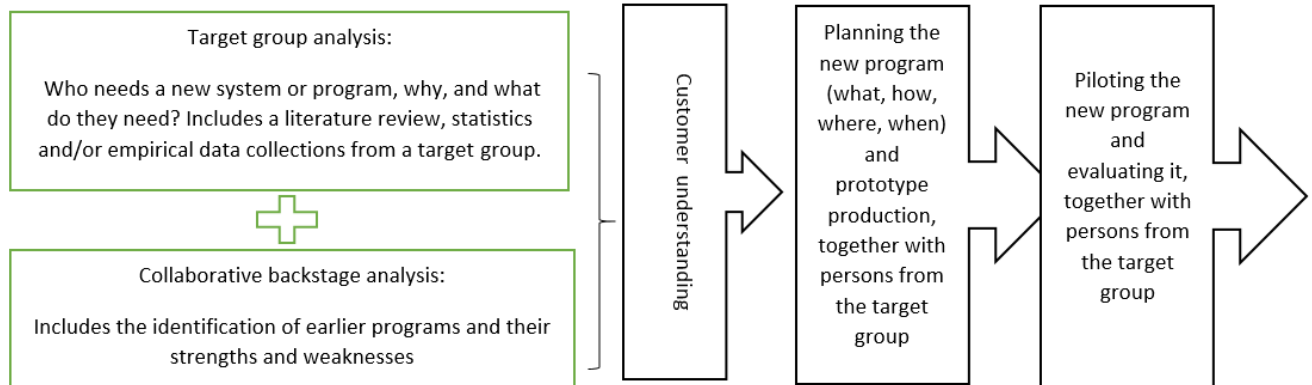 Target group analysis:
Who needs a new system or program, why, and what
do they need? Includes a literature review, statistics
and/or empirical data collections from a target group.
Collaborative backstage analysis:
Includes the identification of earlier programs and their
strengths and weaknesses
Customer understanding
Planning the
new program
(what, how,
where, when)
and
prototype
production,
together with
persons from
the target
group
Piloting the
new program
and
evaluating it,
together with
persons from
the target
group